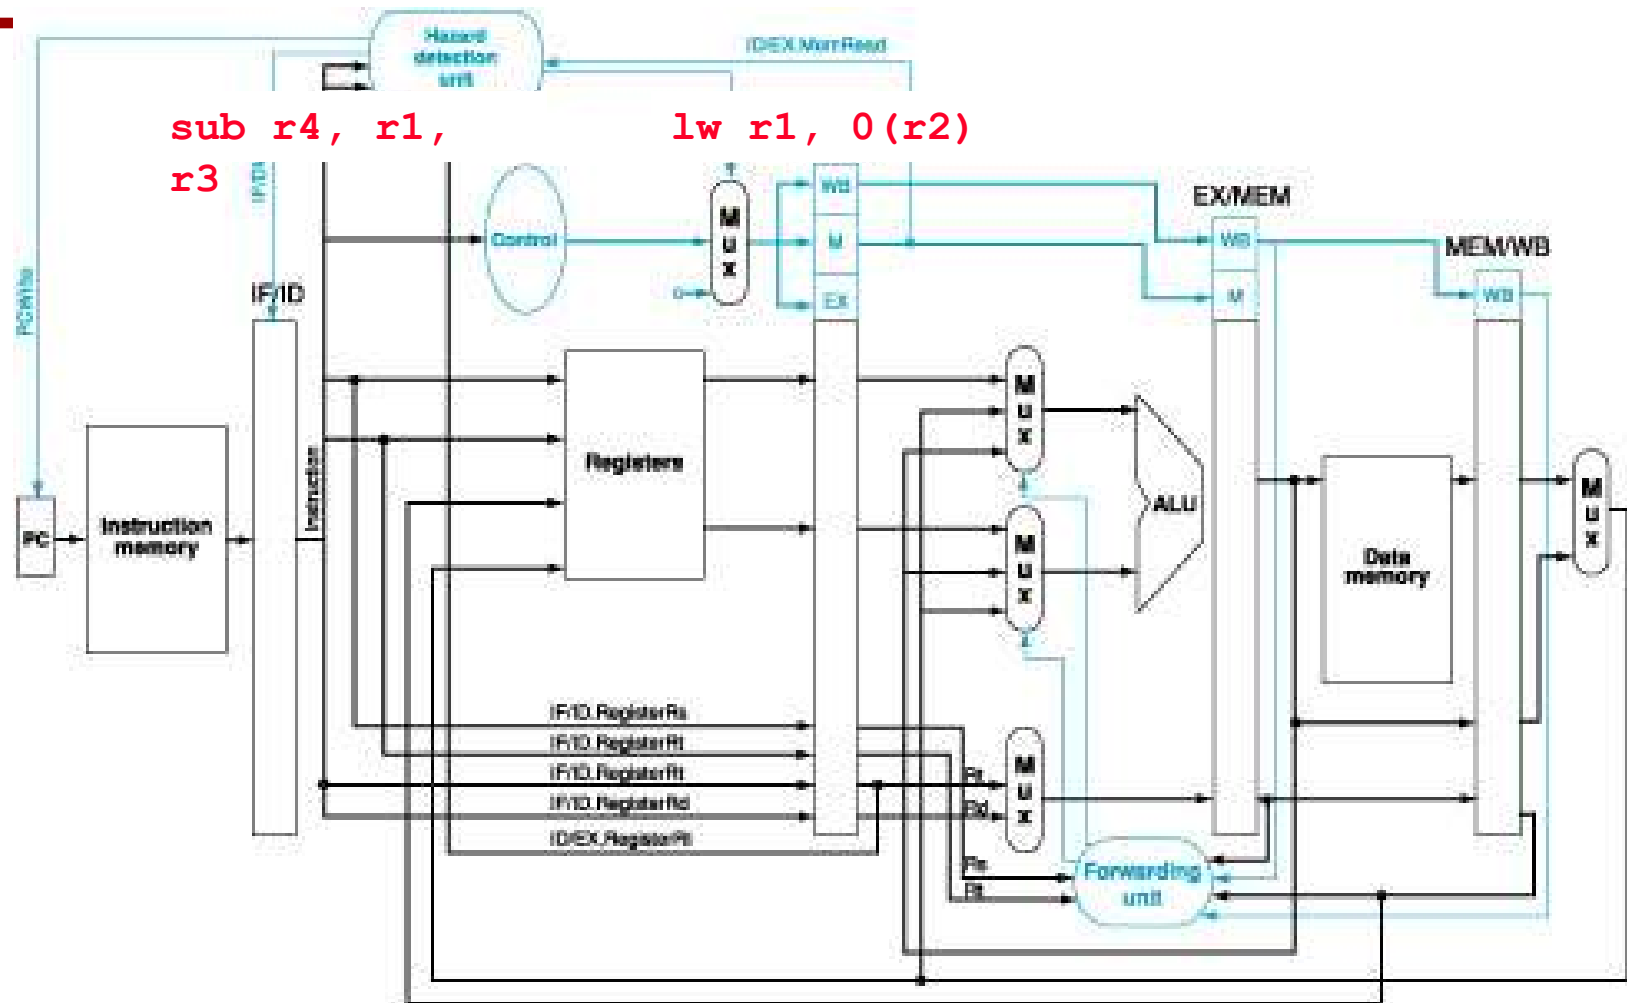 Hazard
detection
unit
ID/EX.MemRead
sub r4, r1,
r3
lw r1, 0(r2)
PCWrite
Control
M
u
x
0
WB
M
EX
EX/MEM
WB
M
MEM/WB
WB
IF/ID
PC
Instruction
memory
Instruction
Registers
M
u
x
M
u
x
ALU
Data
memory
M
u
x
IF/ID.RegisterRs
IF/ID.RegisterRt
IF/ID.RegisterRt
IF/ID.RegisterRd
ID/EX.RegisterRt
Rt
Rd
M
u
x
Rs
Rt
Forwarding
unit